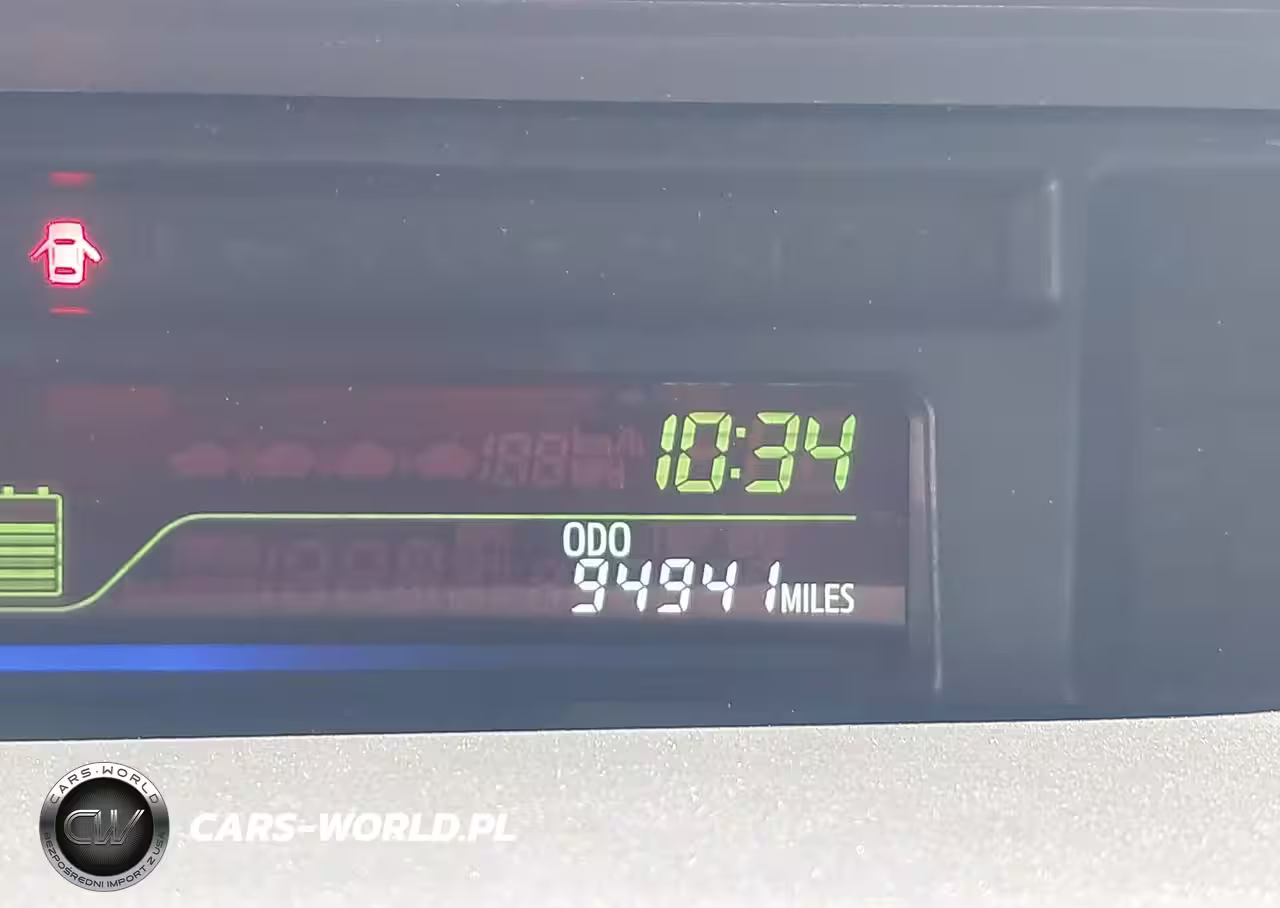 10:34
ODO
94941 MILES
CARS-WORLD
CW
BEZPOŚREDNI IMPORT Z USA
CARS-WORLD.PL